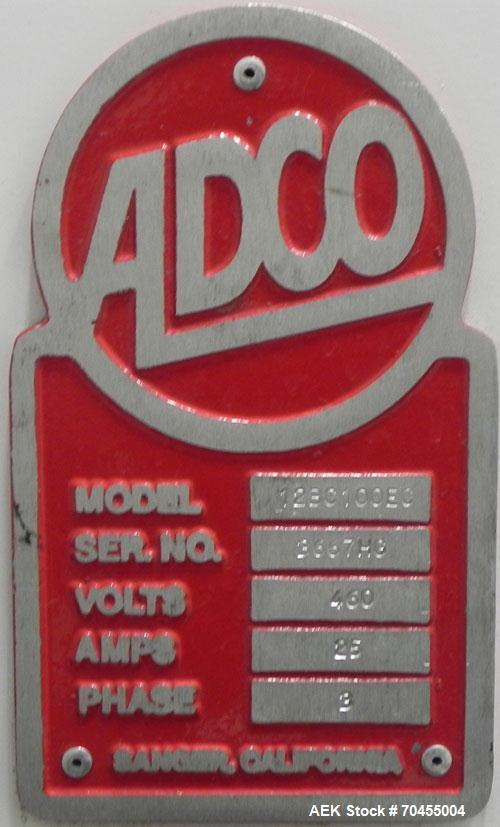 ADCO
MODEL
SER. NO.
VOLTS 460
AMPS 25
PHASE 3
SANGER, CALIFORNIA
AEK Stock # 70455004